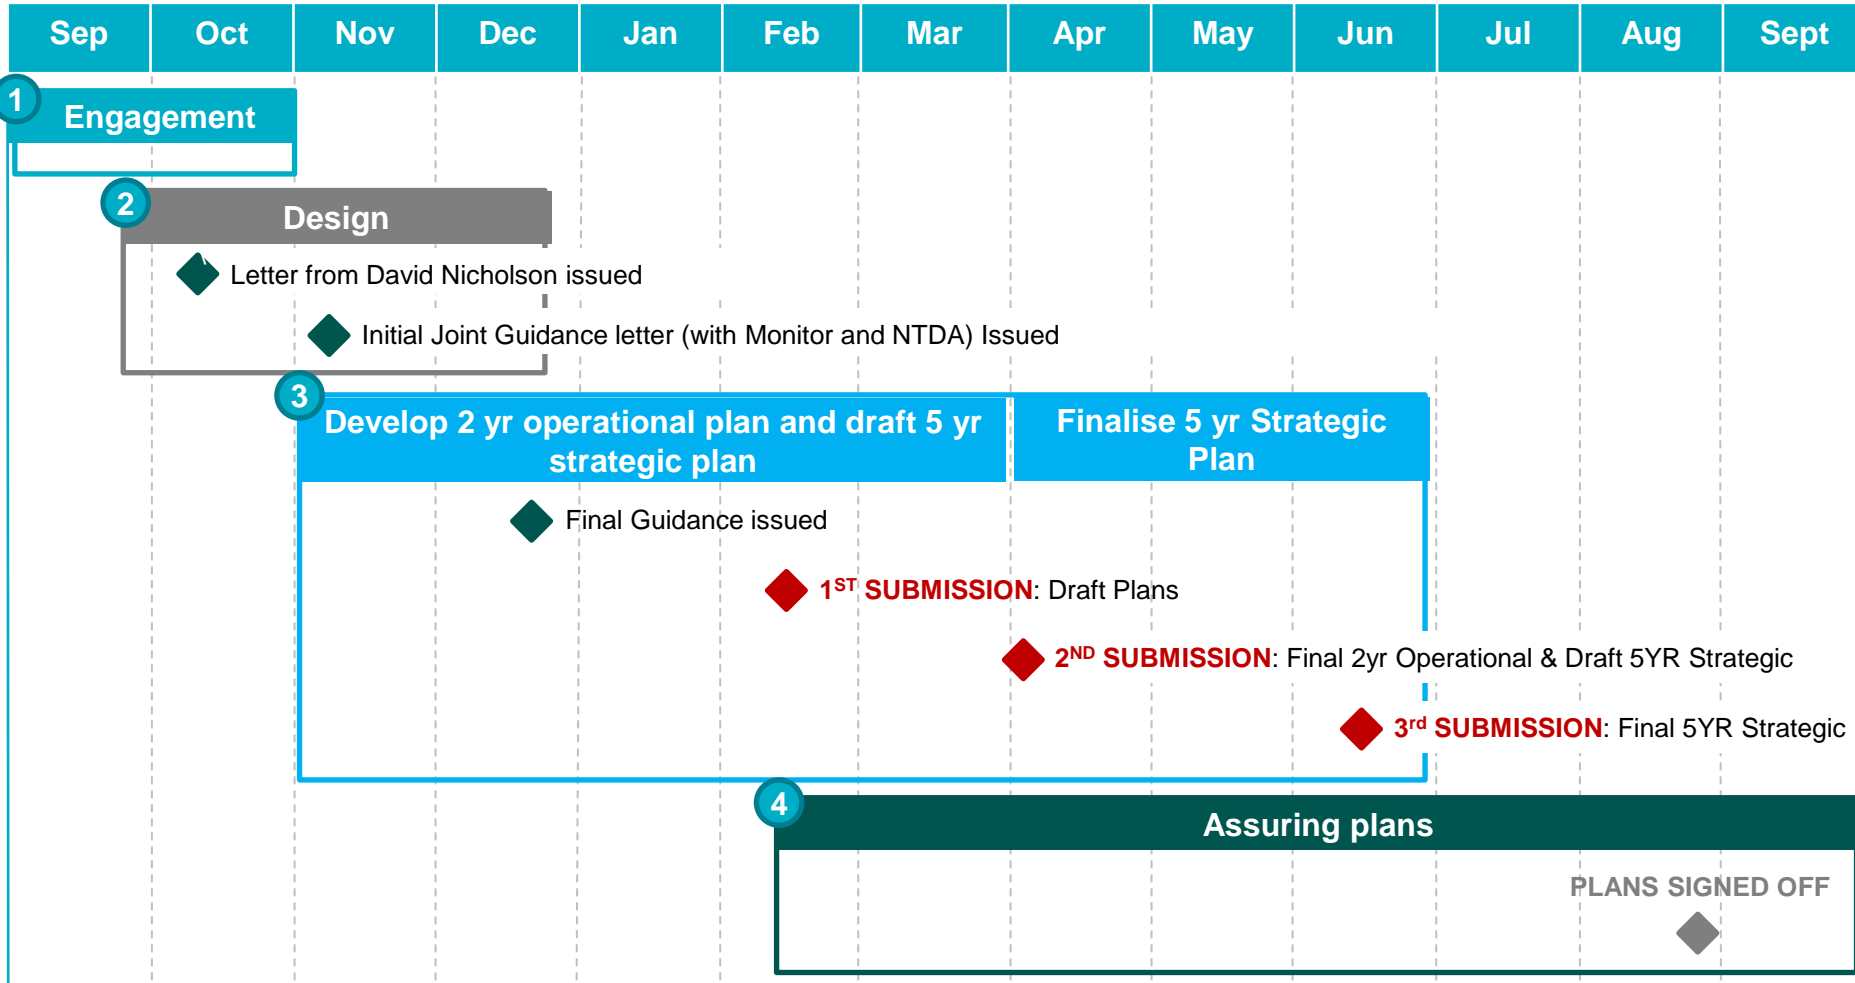 Sep Oct Nov Dec Jan Feb Mar Apr May Jun Jul Aug Sept
1
Engagement
2
Design
Letter from David Nicholson issued
Initial Joint Guidance letter (with Monitor and NTDA) Issued
3
Develop 2 yr operational plan and draft 5 yr
strategic plan
Finalise 5 yr Strategic
Plan
Final Guidance issued
1ST SUBMISSION: Draft Plans
2ND SUBMISSION: Final 2yr Operational & Draft 5YR Strategic
3rd SUBMISSION: Final 5YR Strategic
4
Assuring plans
PLANS SIGNED OFF